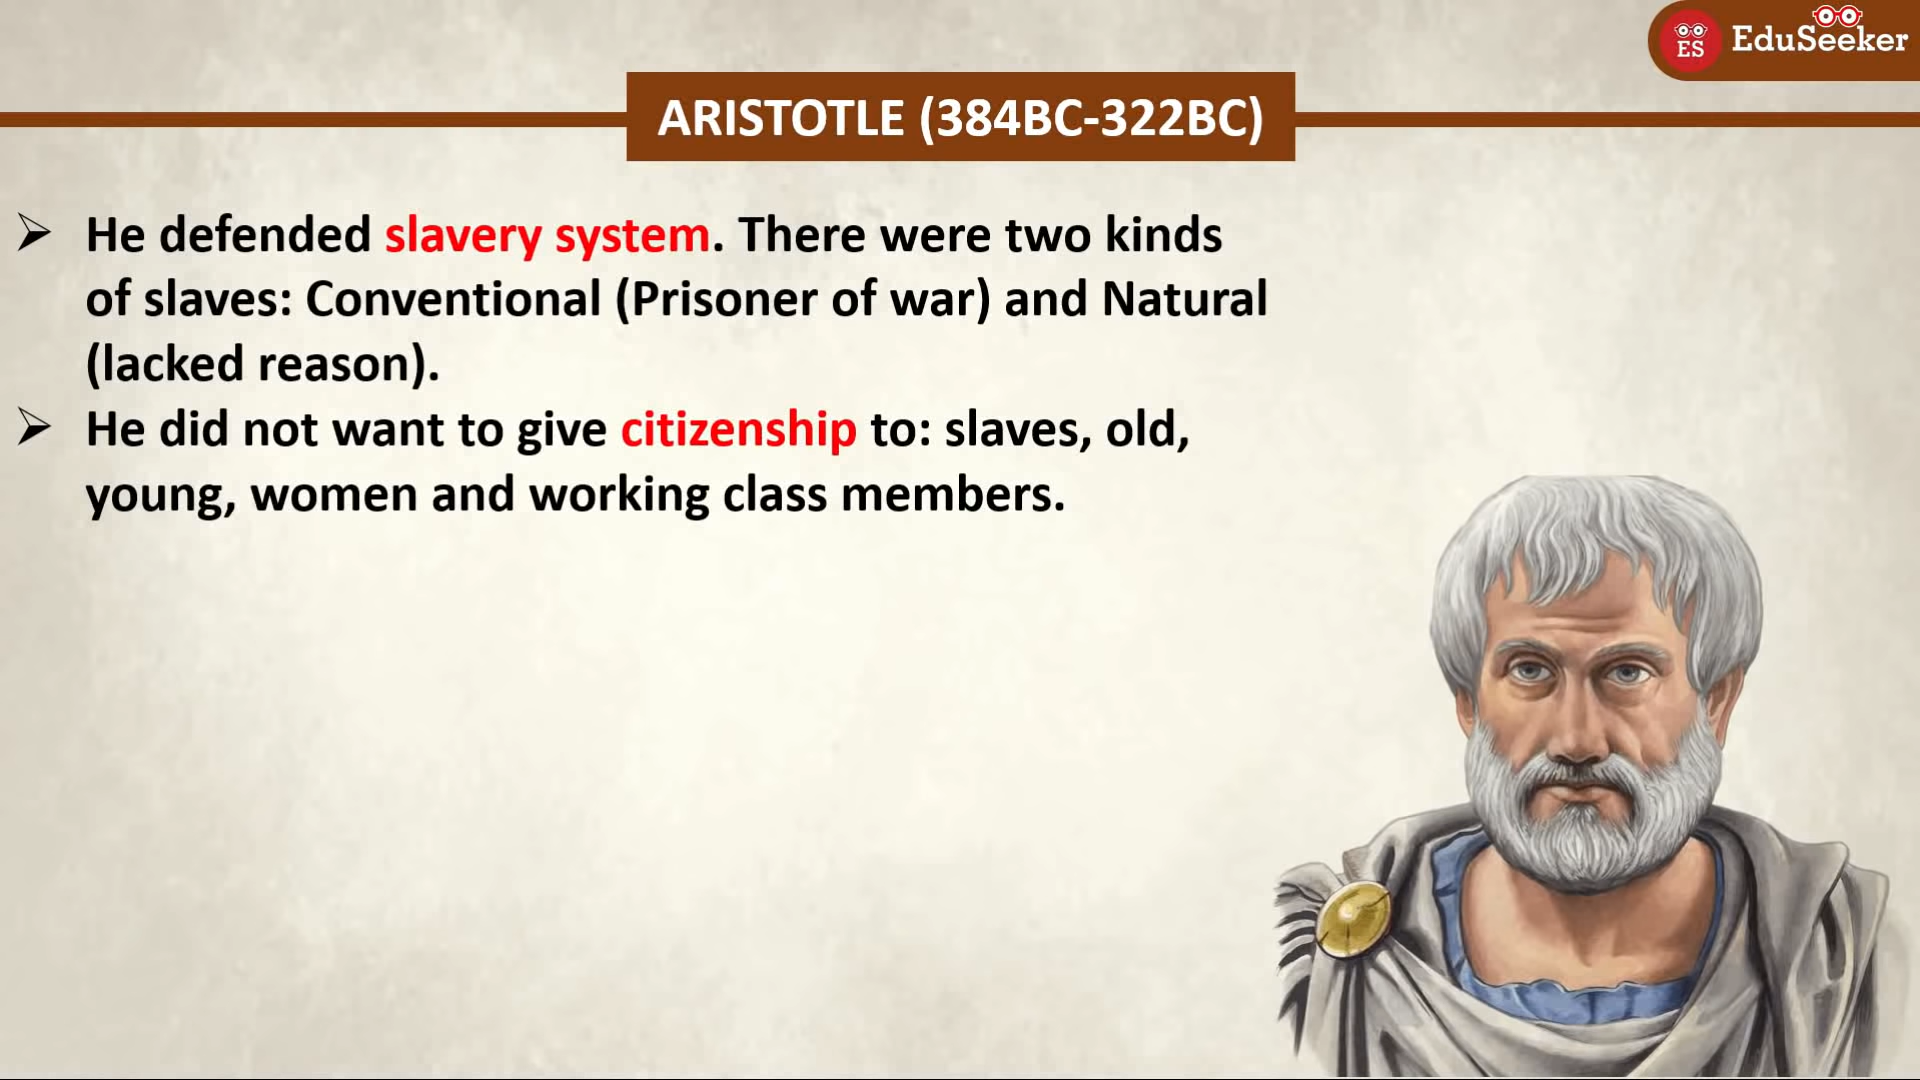 ES EduSeeker
ARISTOTLE (384BC-322BC)
➢ He defended slavery system. There were two kinds
of slaves: Conventional (Prisoner of war) and Natural
(lacked reason).
➢ He did not want to give citizenship to: slaves, old,
young, women and working class members.